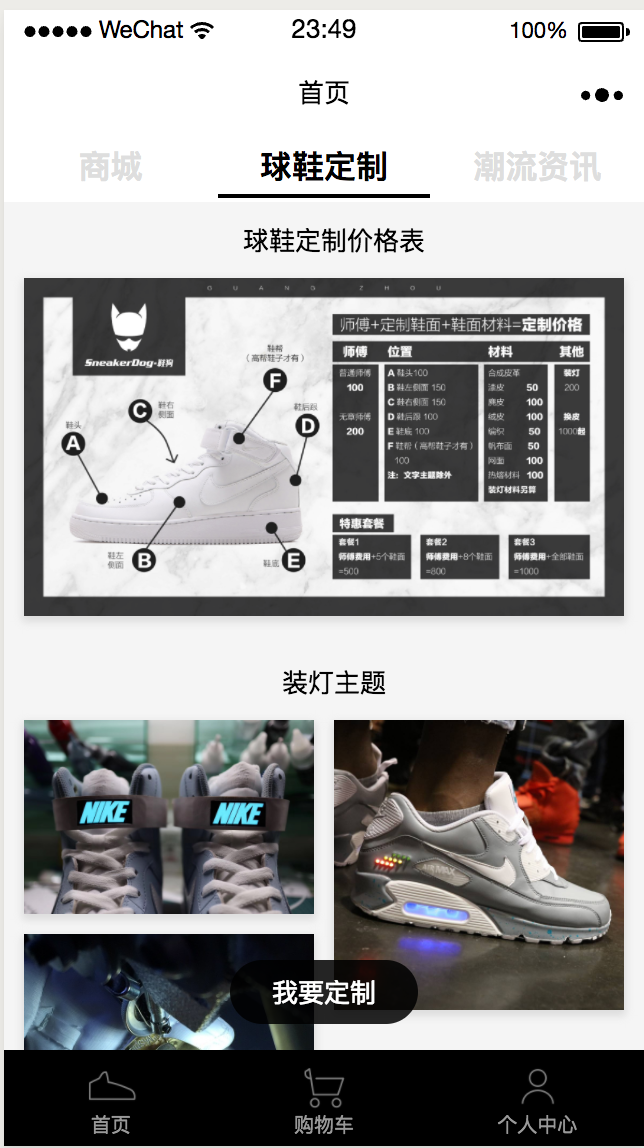 WeChat 23:49 100%
首页
商城 球鞋定制 潮流资讯
球鞋定制价格表
G U A N G Z H O U
SneakerDog·鞋狗
师傅+定制鞋面+鞋面材料=定制价格
师傅 位置 材料 其他
普通师傅
100
无章师傅
200
A 鞋头100
B 鞋左侧面 150
C 鞋右侧面 150
D 鞋后跟 100
E 鞋底 100
F 鞋帮（高帮鞋子才有）
100
注：文字主题除外
合成皮革
漆皮 50
麂皮 100
绒皮 100
编织 50
帆布面 50
网面 100
热熔材料 100
装灯材料另算
装灯
200
换皮
1000起
鞋帮
（高帮鞋子才有）
F
C 鞋右
侧面
鞋后跟
D
鞋头
A
鞋左
侧面 B
鞋底 E
特惠套餐
套餐1
师傅费用+5个鞋面
=500
套餐2
师傅费用+8个鞋面
=800
套餐3
师傅费用+全部鞋面
=1000
装灯主题
NIKE NIKE
AIR MAX
我要定制
首页 购物车 个人中心